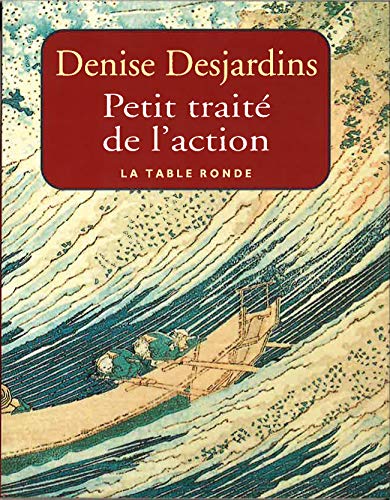 Denise Desjardins
Petit traité
de l'action
LA TABLE RONDE